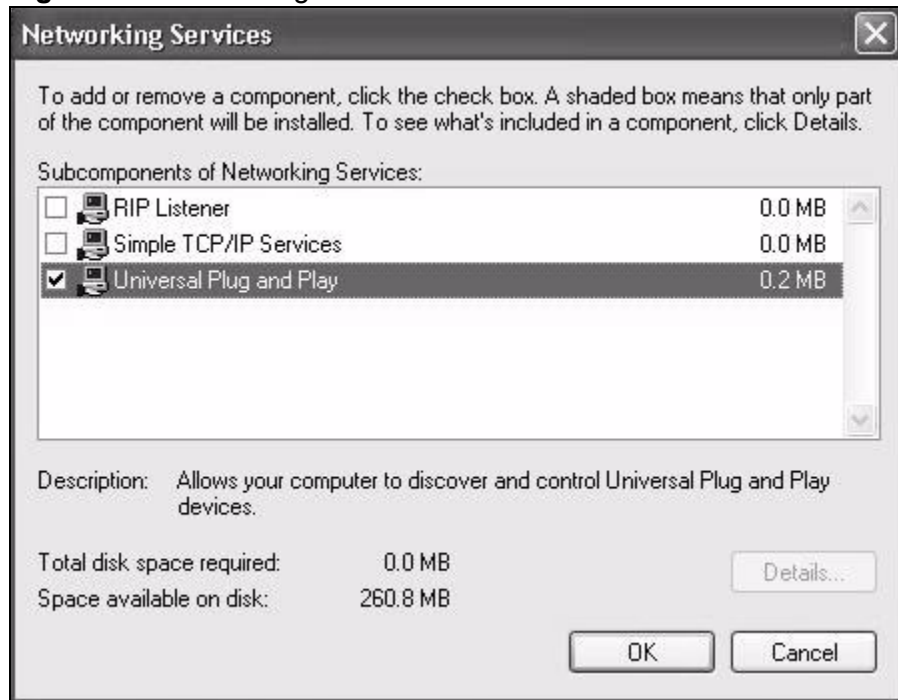 Networking Services
To add or remove a component, click the check box. A shaded box means that only part
of the component will be installed. To see what's included in a component, click Details.
Subcomponents of Networking Services:
RIP Listener 0.0 MB
Simple TCP/IP Services 0.0 MB
Universal Plug and Play 0.2 MB
Description: Allows your computer to discover and control Universal Plug and Play
devices.
Total disk space required: 0.0 MB
Space available on disk: 260.8 MB
Details...
OK Cancel